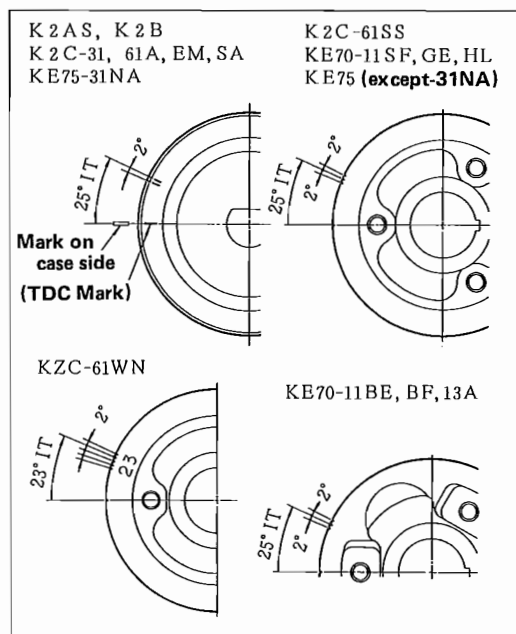 K2AS, K2B
K2C-31, 61A, EM, SA
KE75-31NA
2°
25° IT
Mark on
case side
(TDC Mark)
K2C-61SS
KE70-11SF, GE, HL
KE75 (except-31NA)
2°
25° IT
2°
KZC-61WN
2°
23° IT
23
KE70-11BE, BF, 13A
2°
25° IT
2°